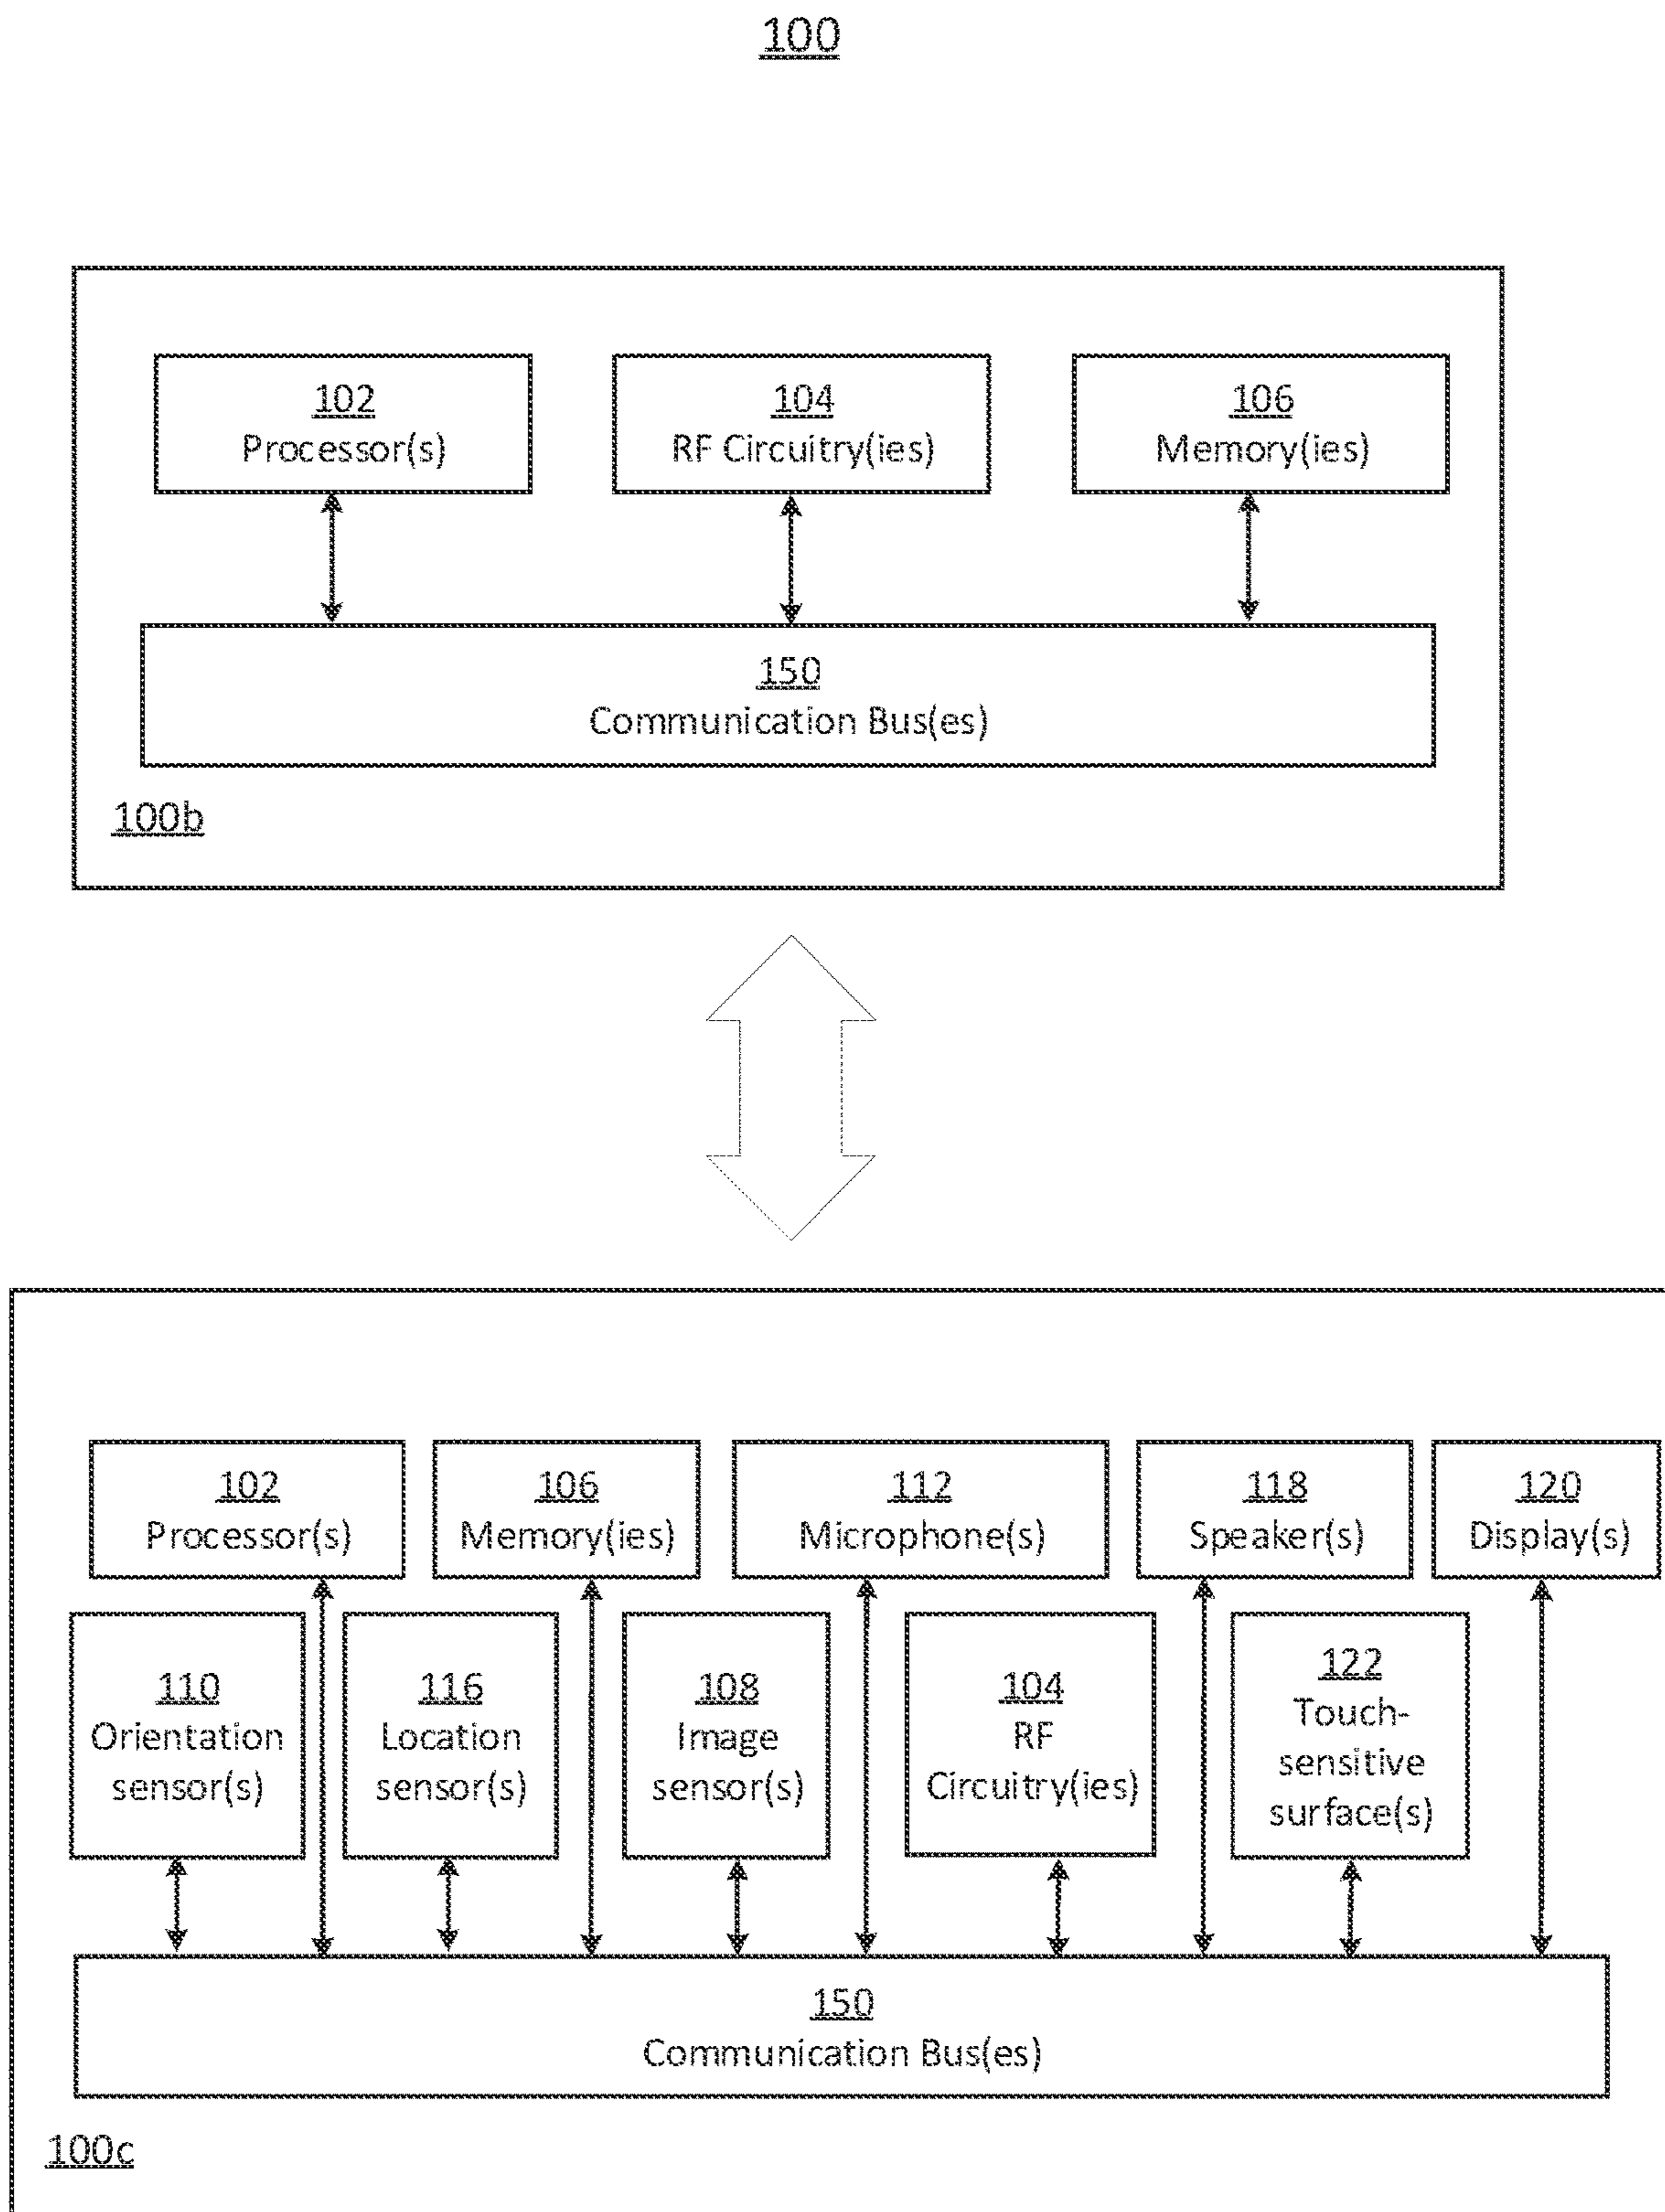 100
102
Processor(s)
104
RF Circuitry(ies)
106
Memory(ies)
150
Communication Bus(es)
100b
102
Processor(s)
106
Memory(ies)
112
Microphone(s)
118
Speaker(s)
120
Display(s)
110
Orientation
sensor(s)
116
Location
sensor(s)
108
Image
sensor(s)
104
RF
Circuitry(ies)
122
Touch-
sensitive
surface(s)
150
Communication Bus(es)
100c